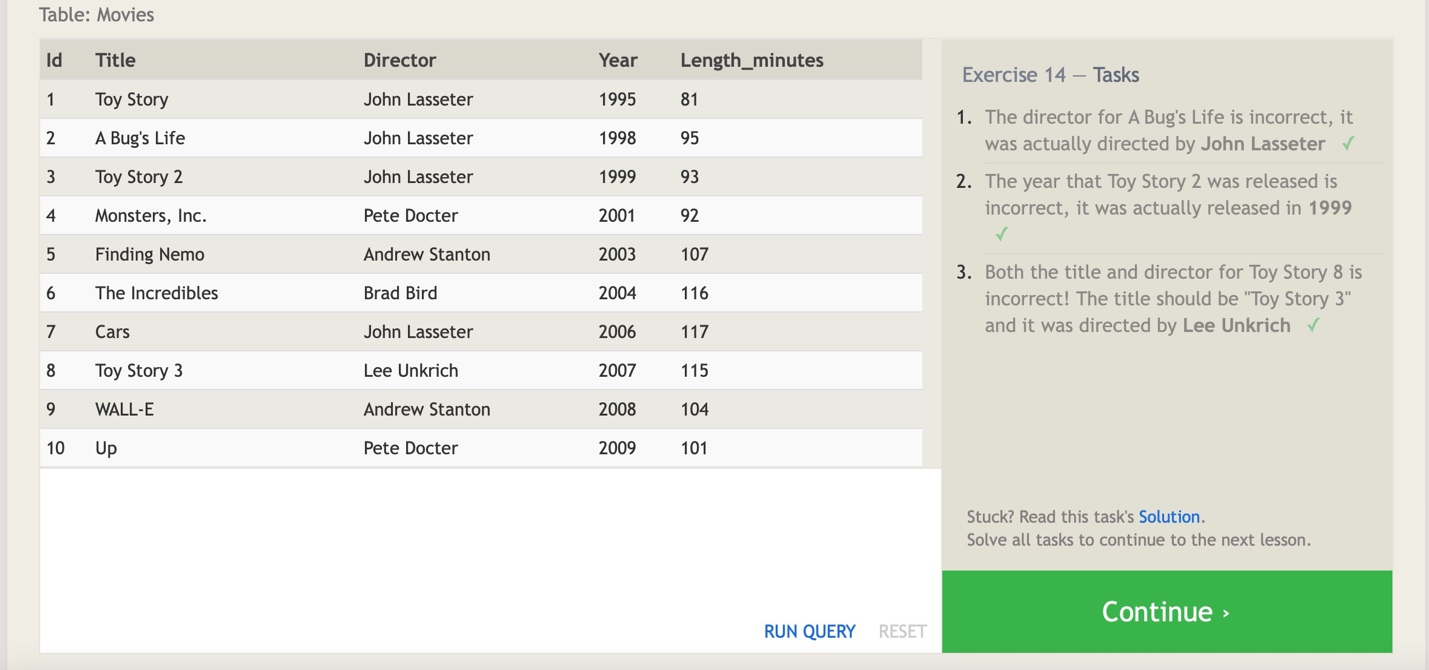 Table: Movies
Id Title Director Year Length_minutes
1 Toy Story John Lasseter 1995 81
2 A Bug's Life John Lasseter 1998 95
3 Toy Story 2 John Lasseter 1999 93
4 Monsters, Inc. Pete Docter 2001 92
5 Finding Nemo Andrew Stanton 2003 107
6 The Incredibles Brad Bird 2004 116
7 Cars John Lasseter 2006 117
8 Toy Story 3 Lee Unkrich 2007 115
9 WALL-E Andrew Stanton 2008 104
10 Up Pete Docter 2009 101
RUN QUERY RESET
Exercise 14 — Tasks
1. The director for A Bug's Life is incorrect, it
was actually directed by John Lasseter ✓
2. The year that Toy Story 2 was released is
incorrect, it was actually released in 1999
✓
3. Both the title and director for Toy Story 8 is
incorrect! The title should be "Toy Story 3"
and it was directed by Lee Unkrich ✓
Stuck? Read this task's Solution.
Solve all tasks to continue to the next lesson.
Continue ›